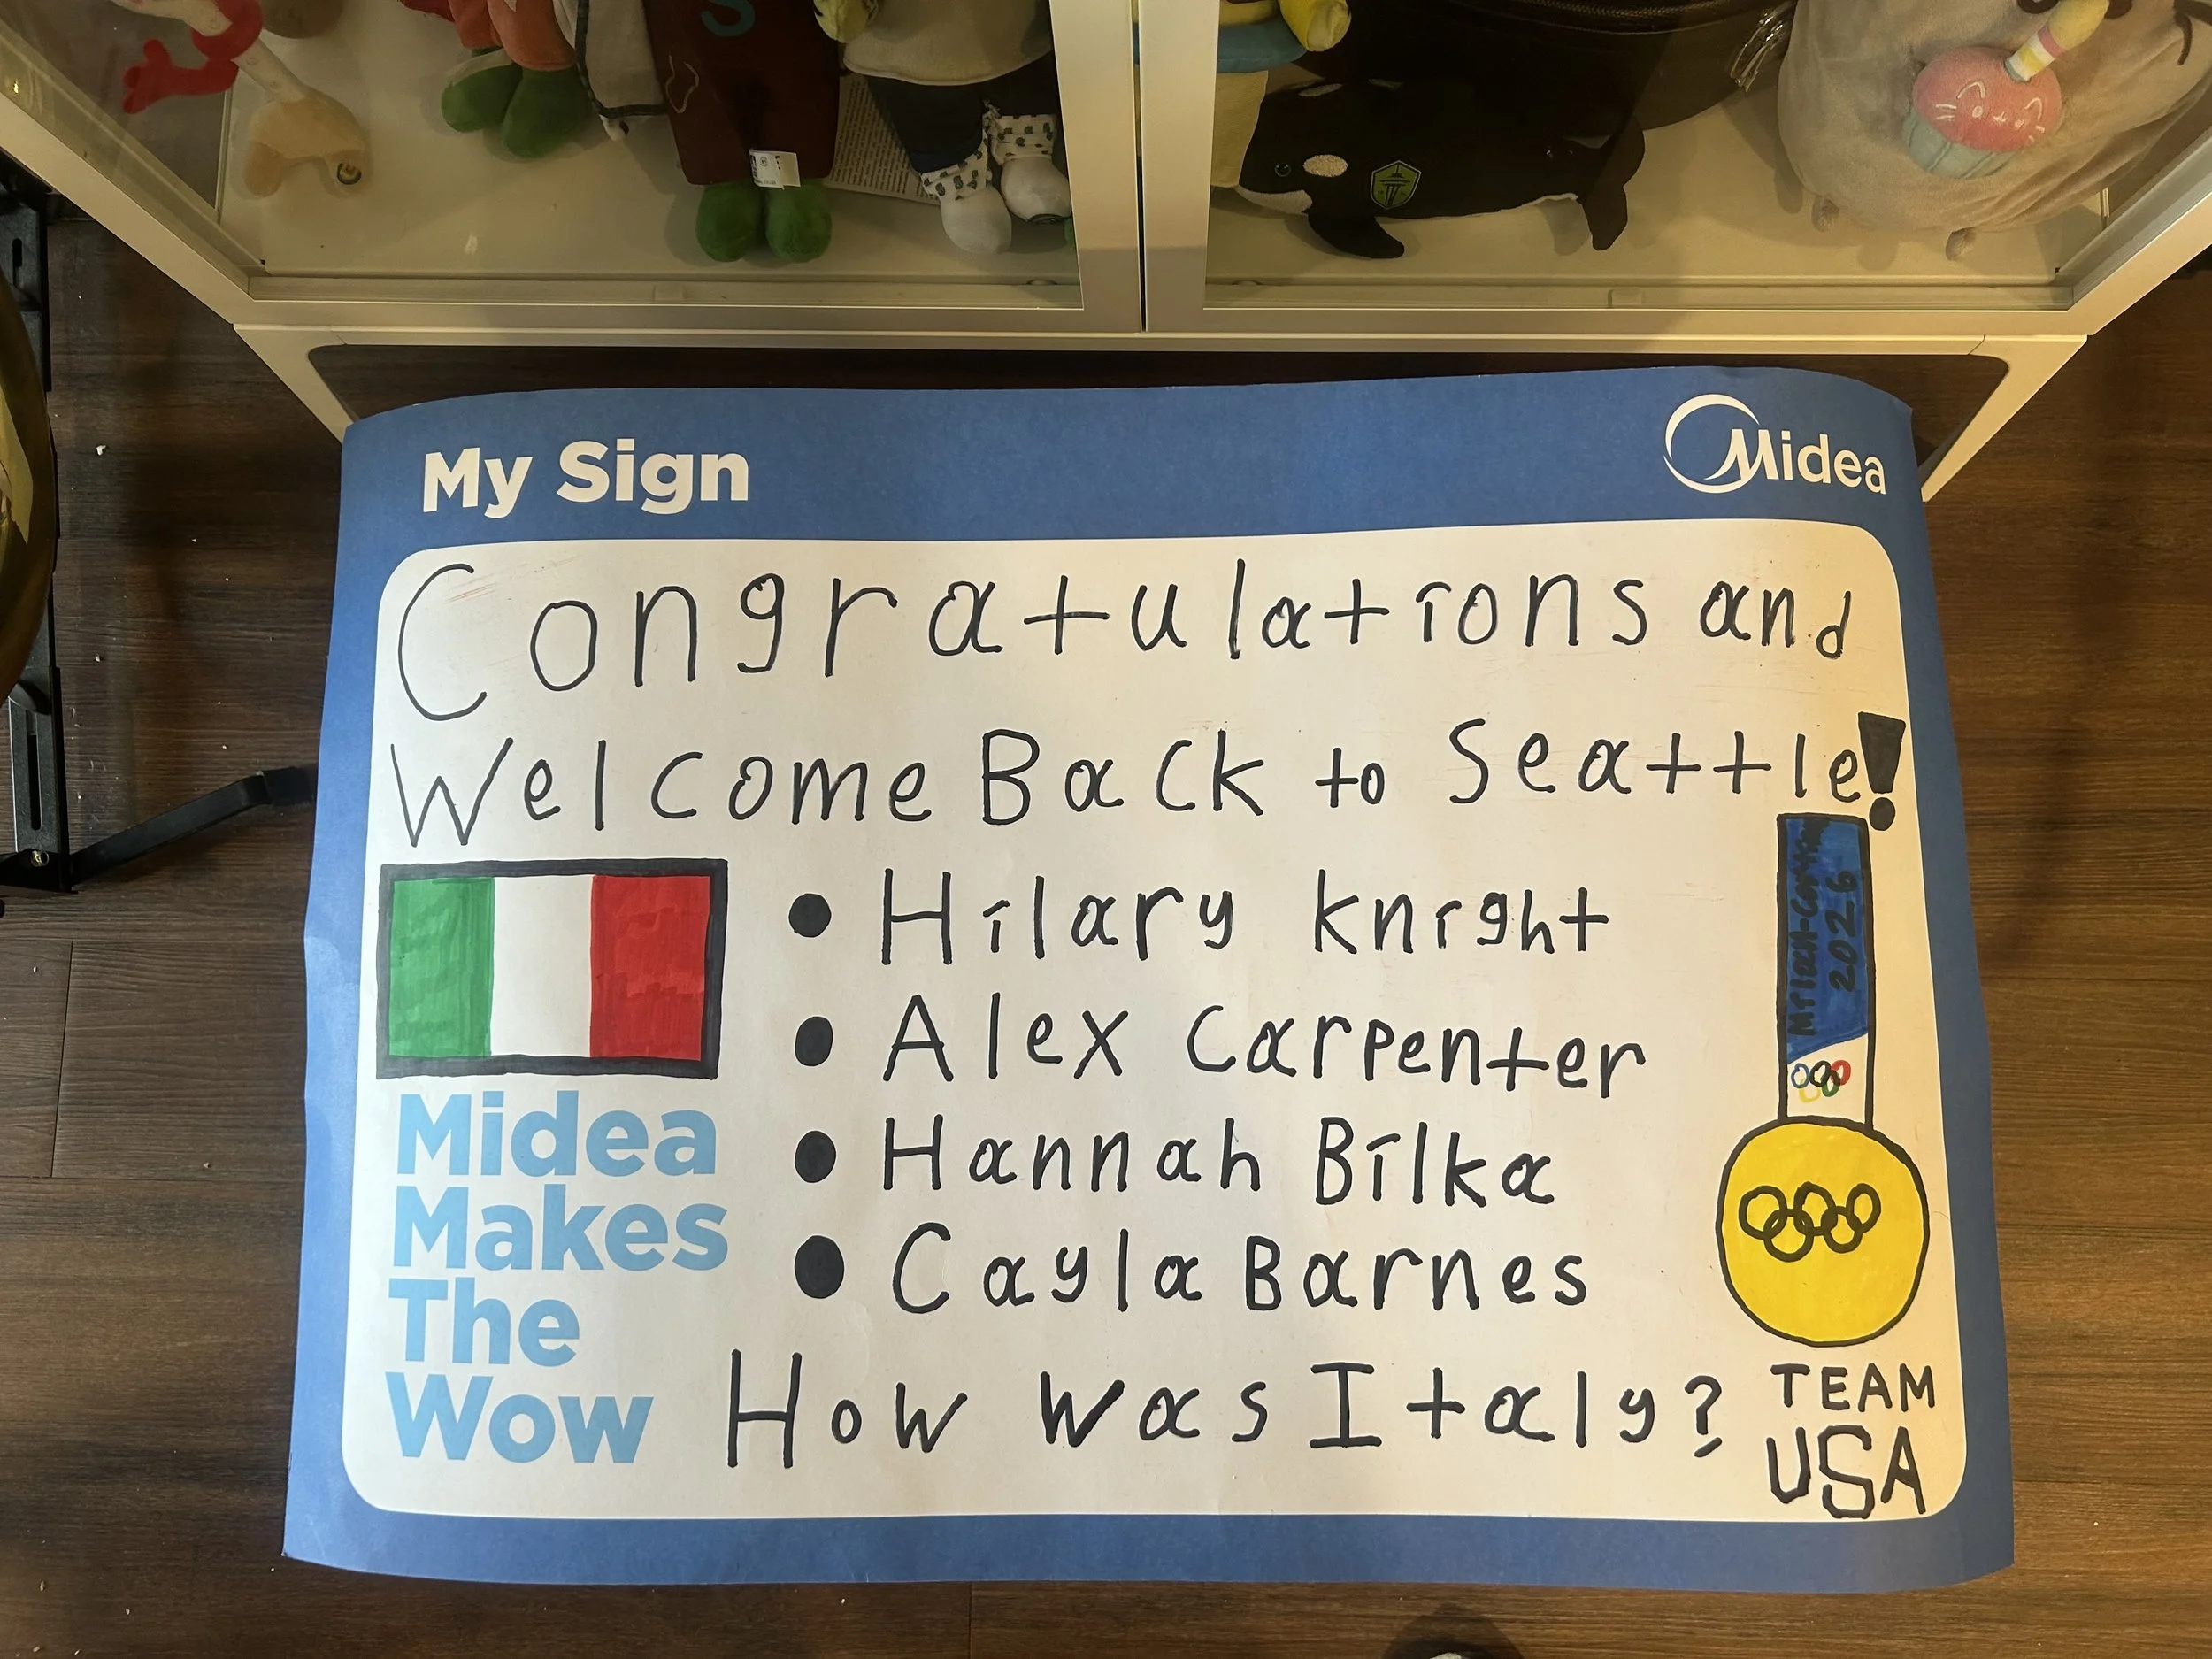 My Sign
Midea
Congratulations and
Welcome Back to Seattle!
• Hilary Knight
• Alex Carpenter
• Hannah Bilka
• Cayla Barnes
How was Italy?
Midea
Makes
The
Wow
2026
TEAM
USA